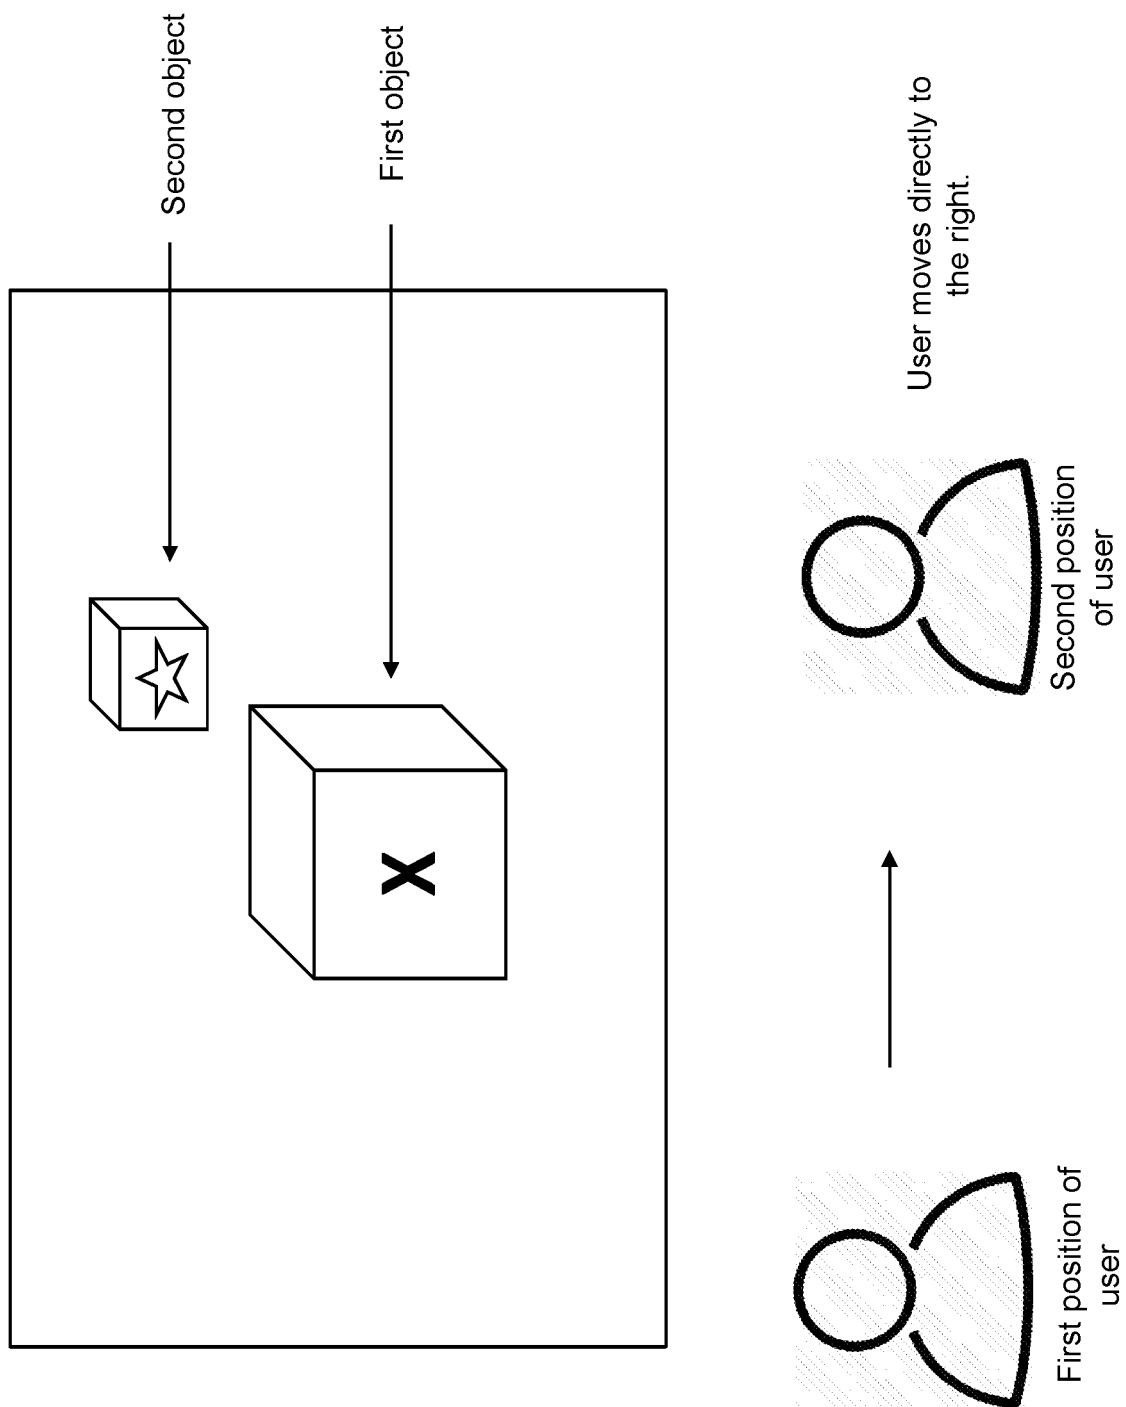 Second object
First object
X
User moves directly to
the right.
First position of
user
Second position
of user